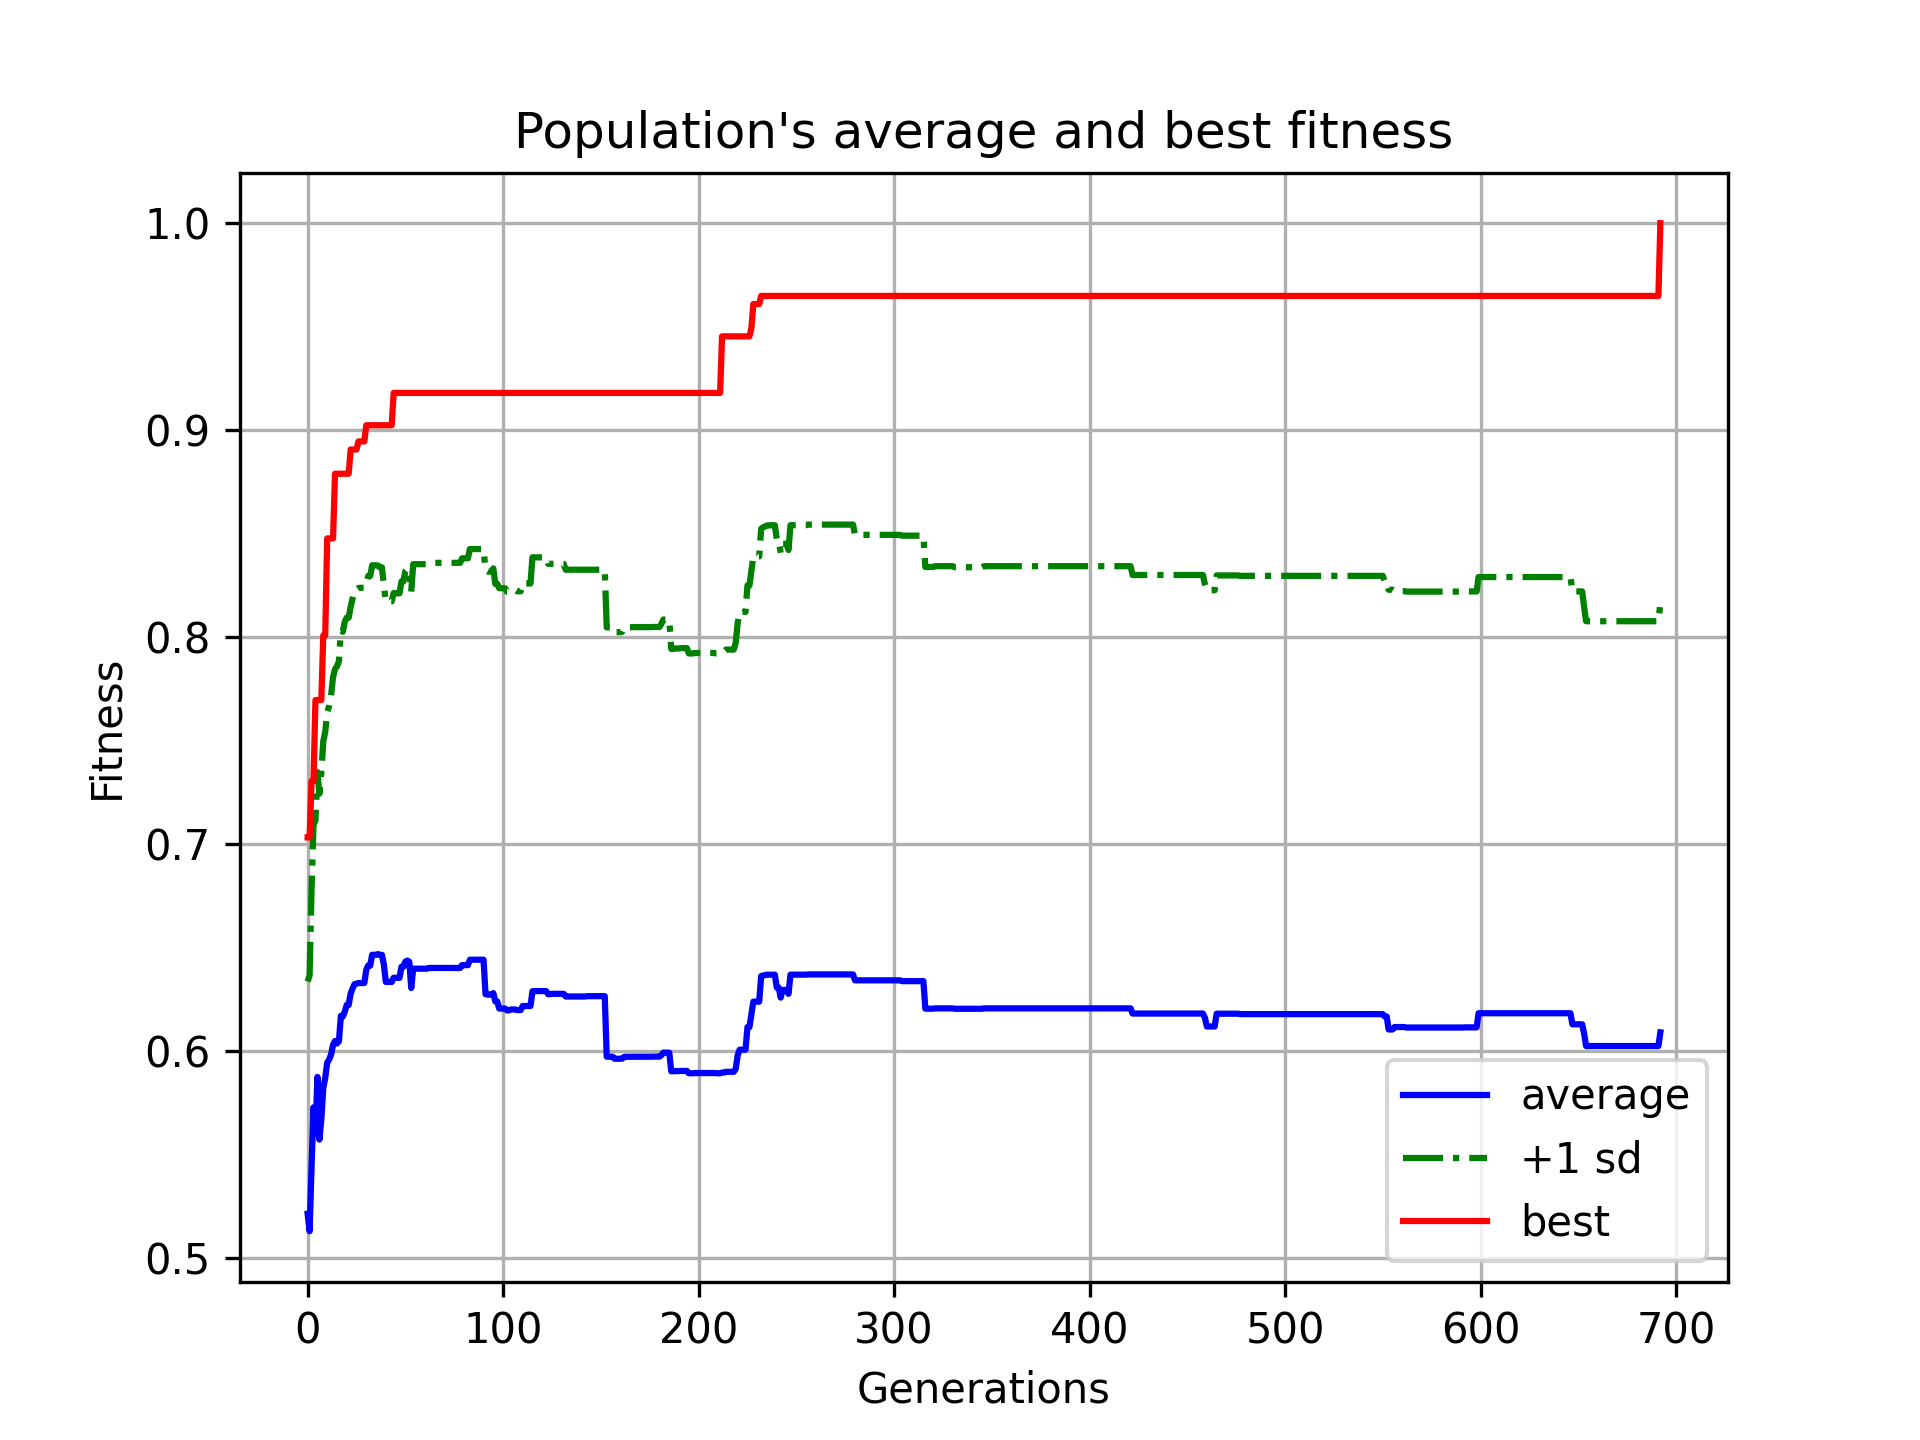 Population's average and best fitness
1.0
0.9
0.8
0.7
0.6
0.5
Fitness
0 100 200 300 400 500 600 700
Generations
average
+1 sd
best